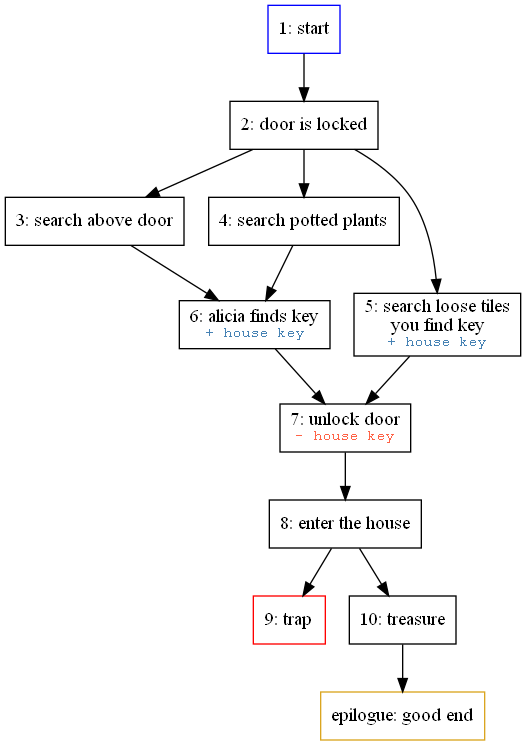 1: start
2: door is locked
3: search above door
4: search potted plants
5: search loose tiles
you find key
+ house key
6: alicia finds key
+ house key
7: unlock door
- house key
8: enter the house
9: trap
10: treasure
epilogue: good end